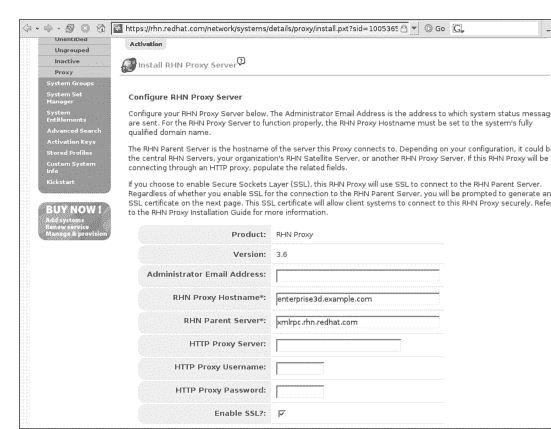 https://rhn.redhat.com/network/systems/details/proxy/install.pxt?sid=1005365
Go
G
Unentitled
Ungrouped
Inactive
Proxy
System Groups
System Set
Manager
System
Entitlements
Advanced Search
Activation Keys
Stored Profiles
Custom System
Info
Kickstart
BUY NOW!
Add systems
Renew service
Manage & provision
Activation
Install RHN Proxy Server
?
Configure RHN Proxy Server
Configure your RHN Proxy Server below. The Administrator Email Address is the address to which system status messag
are sent. For the RHN Proxy Server to function properly, the RHN Proxy Hostname must be set to the system's fully
qualified domain name.
The RHN Parent Server is the hostname of the server this Proxy connects to. Depending on your configuration, it could b
the central RHN Servers, your organization's RHN Satellite Server, or another RHN Proxy Server. If this RHN Proxy will be
connecting through an HTTP proxy, populate the related fields.
If you choose to enable Secure Sockets Layer (SSL), this RHN Proxy will use SSL to connect to the RHN Parent Server.
Regardless of whether you enable SSL for the connection to the RHN Parent Server, you will be prompted to generate an
SSL certificate on the next page. This SSL certificate will allow client systems to connect to this RHN Proxy securely. Refe
to the RHN Proxy Installation Guide for more information.
Product: RHN Proxy
Version: 3.6
Administrator Email Address:
RHN Proxy Hostname*: enterprise3d.example.com
RHN Parent Server*: xmlrpc.rhn.redhat.com
HTTP Proxy Server:
HTTP Proxy Username:
HTTP Proxy Password:
Enable SSL?: